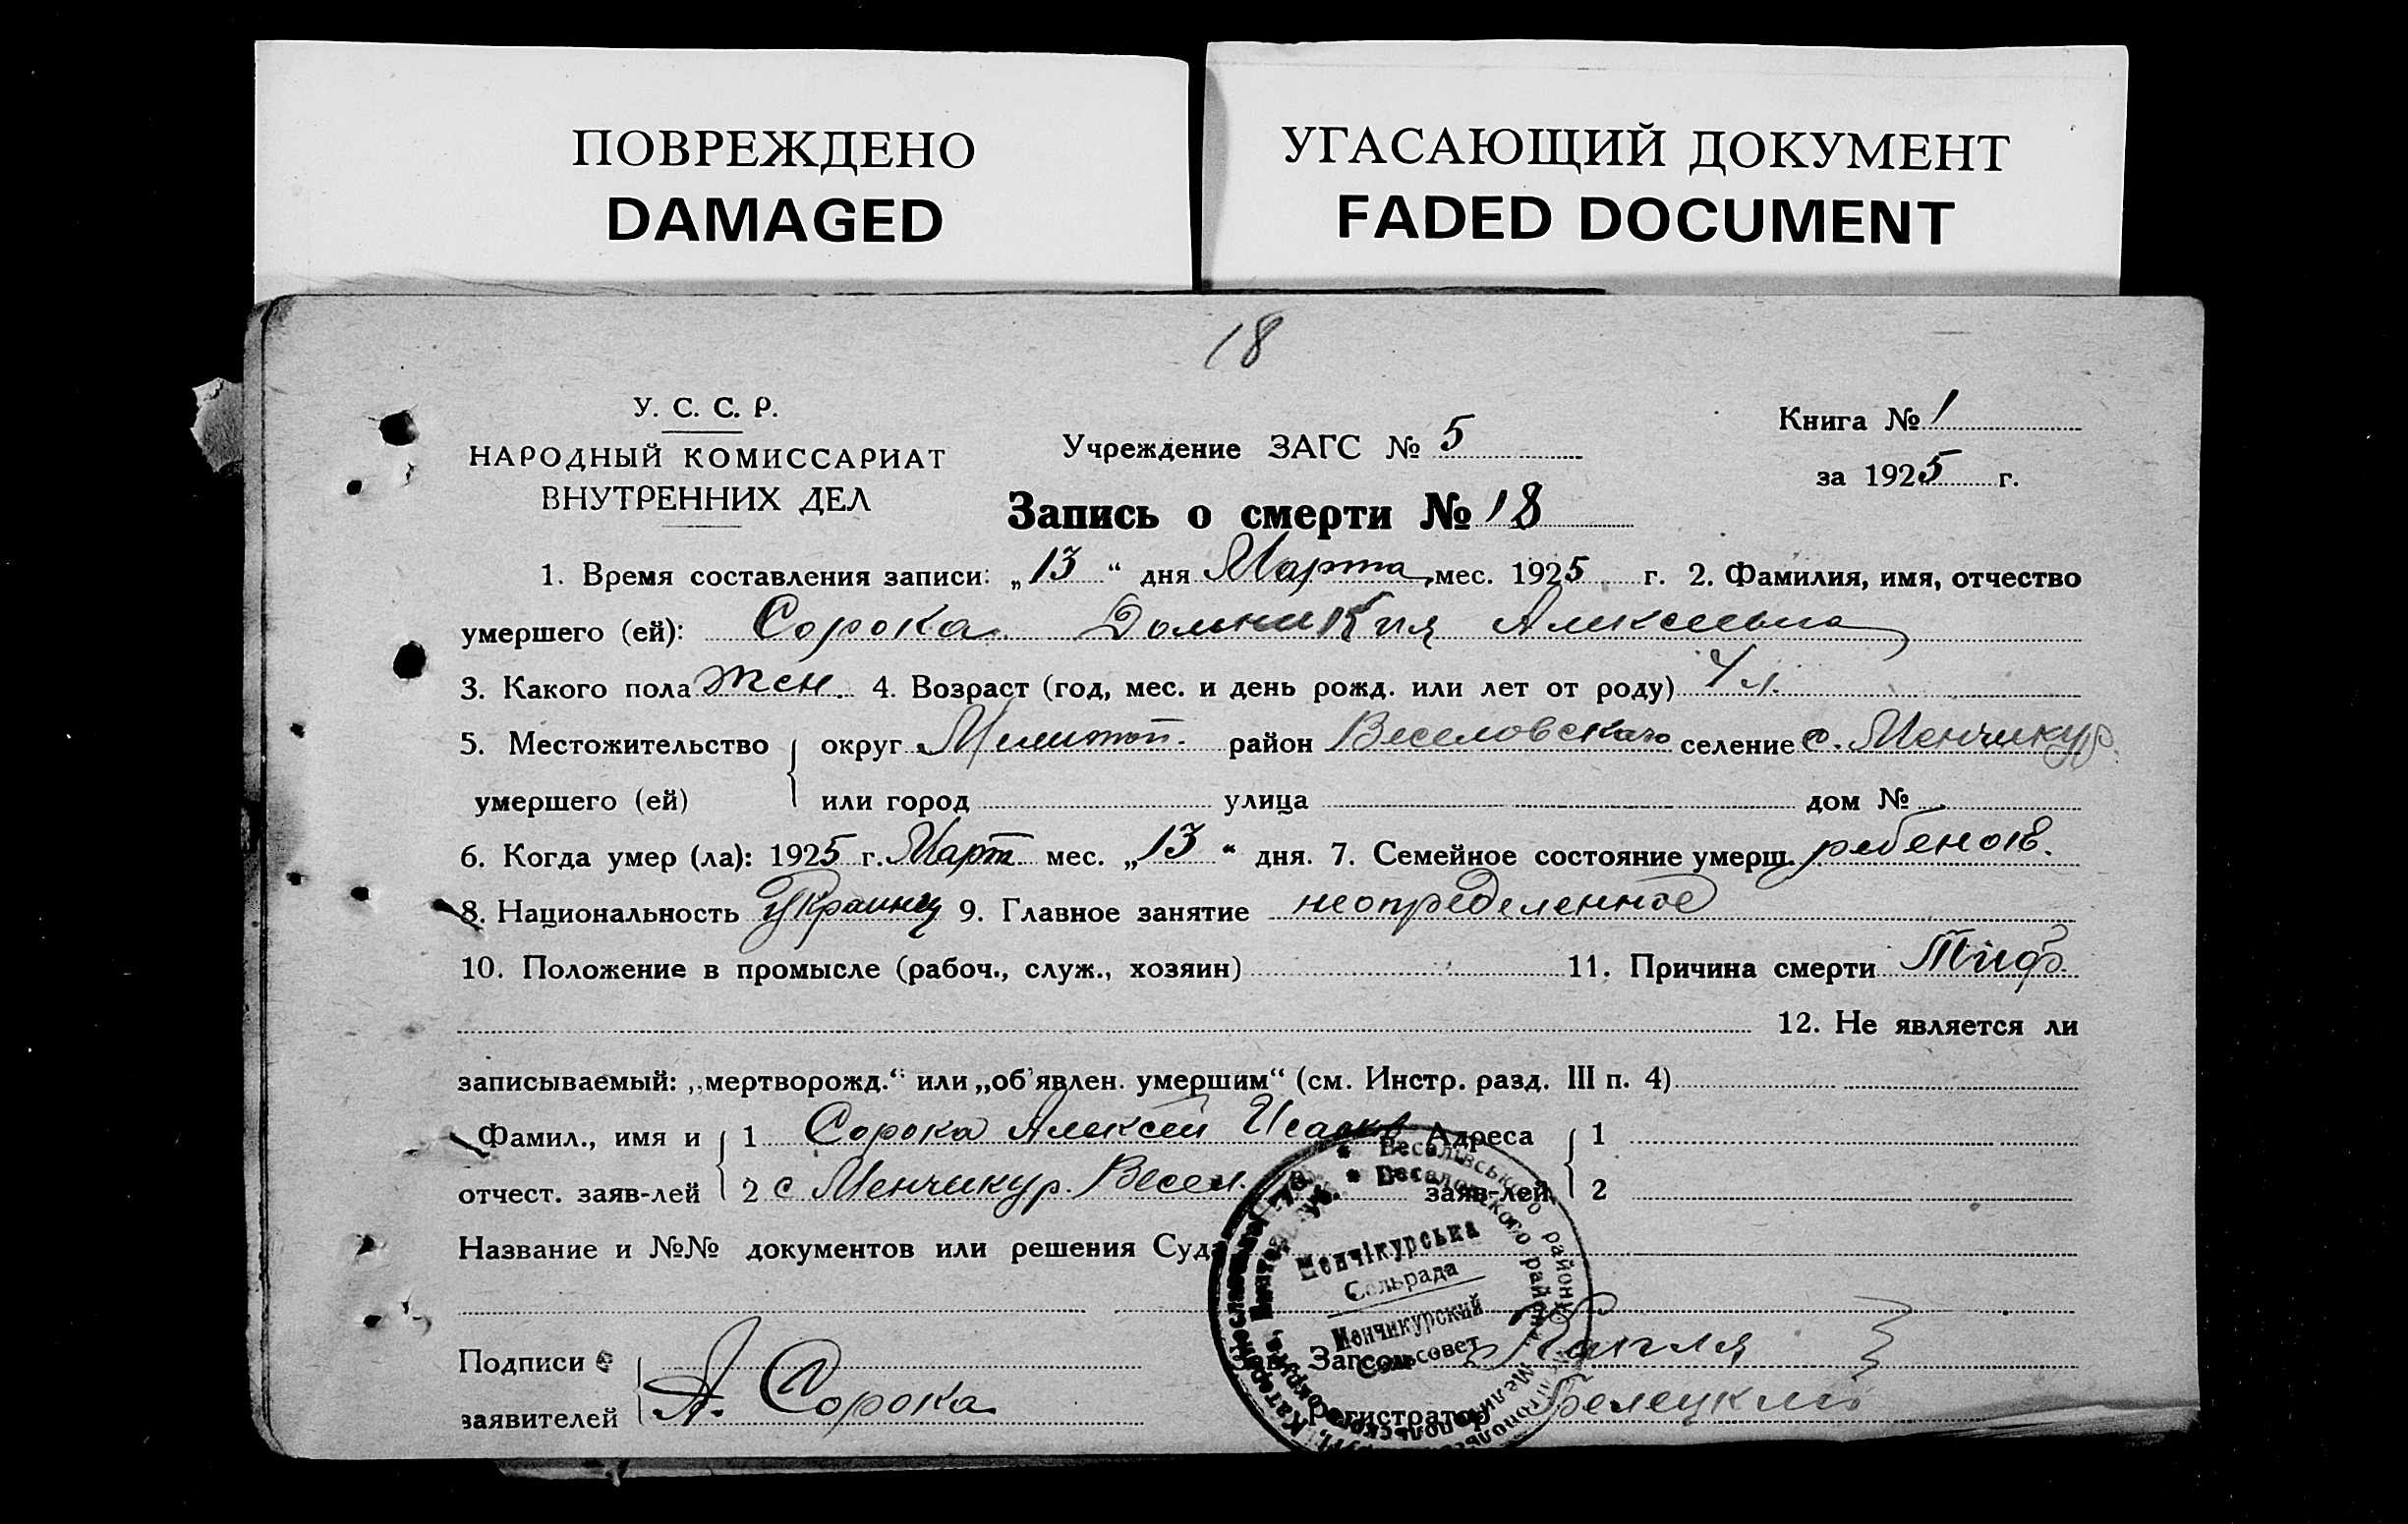 ПОВРЕЖДЕНО
DAMAGED
УГАСАЮЩИЙ ДОКУМЕНТ
FADED DOCUMENT
18
У. С. С. Р.
НАРОДНЫЙ КОМИССАРИАТ
ВНУТРЕННИХ ДЕЛ
Учреждение ЗАГС № 5
Книга № 1
за 1925 г.
Запись о смерти № 18
1. Время составления записи: „13“ дня Марта мес. 1925 г. 2. Фамилия, имя, отчество
умершего (ей): Сорока Домникия Алексеевна
3. Какого пола жен. 4. Возраст (год, мес. и день рожд. или лет от роду) л.
5. Местожительство округ Мелитоп. район Веселовского селение с. Менчикур.
умершего (ей) или город улица дом №
6. Когда умер (ла): 1925 г. Март мес. „13“ дня. 7. Семейное состояние умерш. ребенок.
8. Национальность Украинц 9. Главное занятие неопределенное
10. Положение в промысле (рабоч., служ., хозяин) 11. Причина смерти Тиф
12. Не является ли
записываемый: „мертворожд.“ или „об'явлен. умершим“ (см. Инстр. разд. III п. 4)
Фамил., имя и 1 Сорока Алексей Адреса 1
отчест. заяв-лей 2 с Менчикур. Весел. заяв-лей 2
Название и №№ документов или решения Суда
Веселівського району
Веселовского района
Менчікурська
Сельрада
Менчикурский
Сельсовет
Подписи Загсом
заявителей А. Сорока Регистратор Белецкий